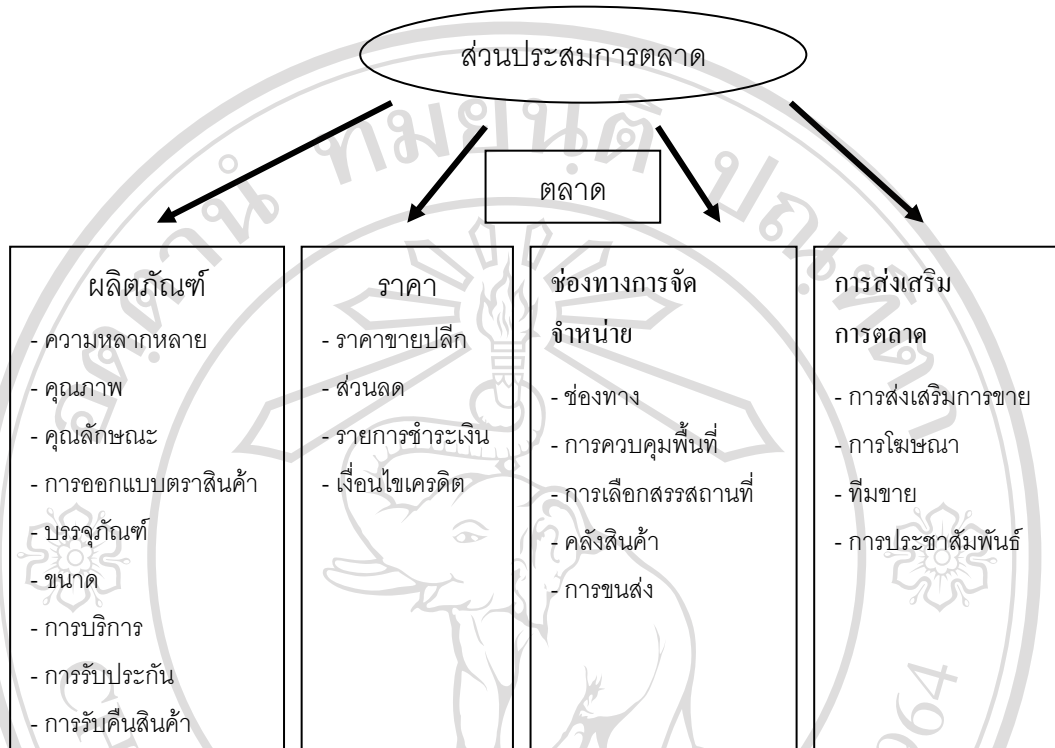 ส่วนประสมการตลาด
ตลาด
ผลิตภัณฑ์
- ความหลากหลาย
- คุณภาพ
- คุณลักษณะ
- การออกแบบตราสินค้า
- บรรจุภัณฑ์
- ขนาด
- การบริการ
- การรับประกัน
- การรับคืนสินค้า
ราคา
- ราคาขายปลีก
- ส่วนลด
- รายการชำระเงิน
- เงื่อนไขเครดิต
ช่องทางการจัด
จำหน่าย
- ช่องทาง
- การควบคุมพื้นที่
- การเลือกสรรสถานที่
- คลังสินค้า
- การขนส่ง
การส่งเสริม
การตลาด
- การส่งเสริมการขาย
- การโฆษณา
- ทีมขาย
- การประชาสัมพันธ์